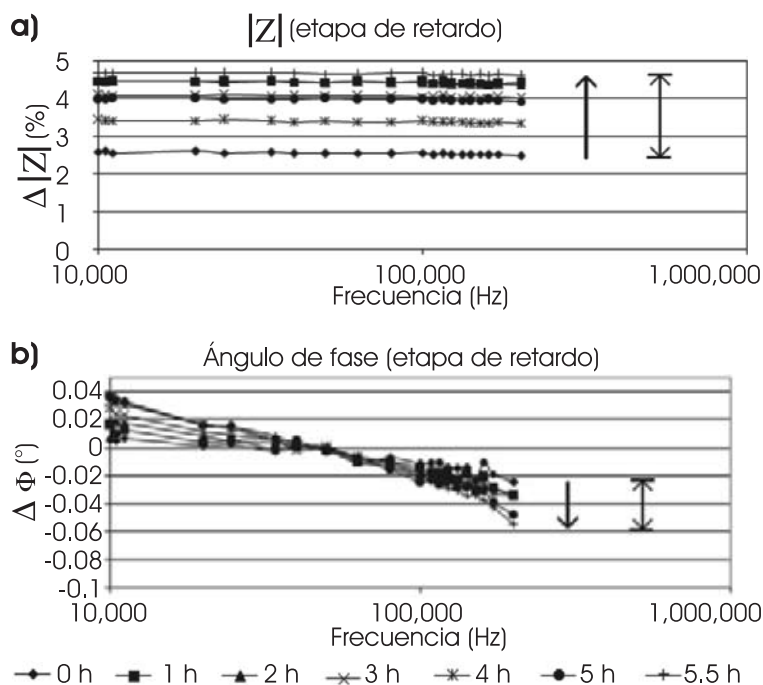 a) |Z| (etapa de retardo)
5
4
3
2
1
0
Δ |Z| (%)
10,000 100,000 1,000,000
Frecuencia (Hz)
b) Ángulo de fase (etapa de retardo)
0.04
0.02
0
-0.02
-0.04
-0.06
-0.08
-0.1
Δ Φ (°)
10,000 100,000 1,000,000
Frecuencia (Hz)
0 h 1 h 2 h 3 h 4 h 5 h 5.5 h